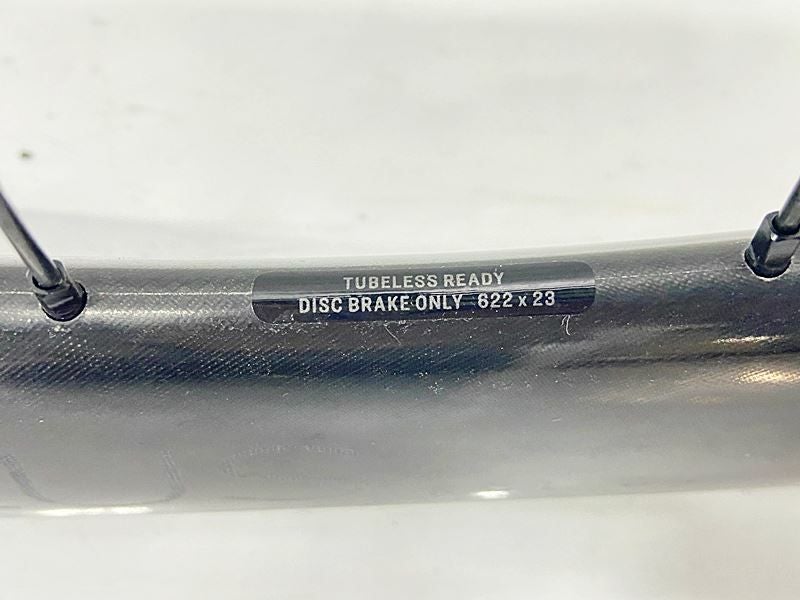 TUBELESS READY
DISC BRAKE ONLY 622 x 23